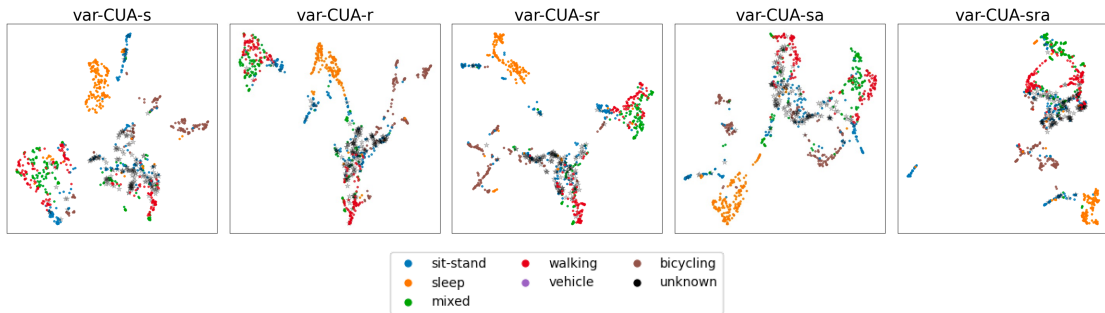 var-CUA-s var-CUA-r var-CUA-sr var-CUA-sa var-CUA-sra
sit-stand walking bicycling
sleep vehicle unknown
mixed